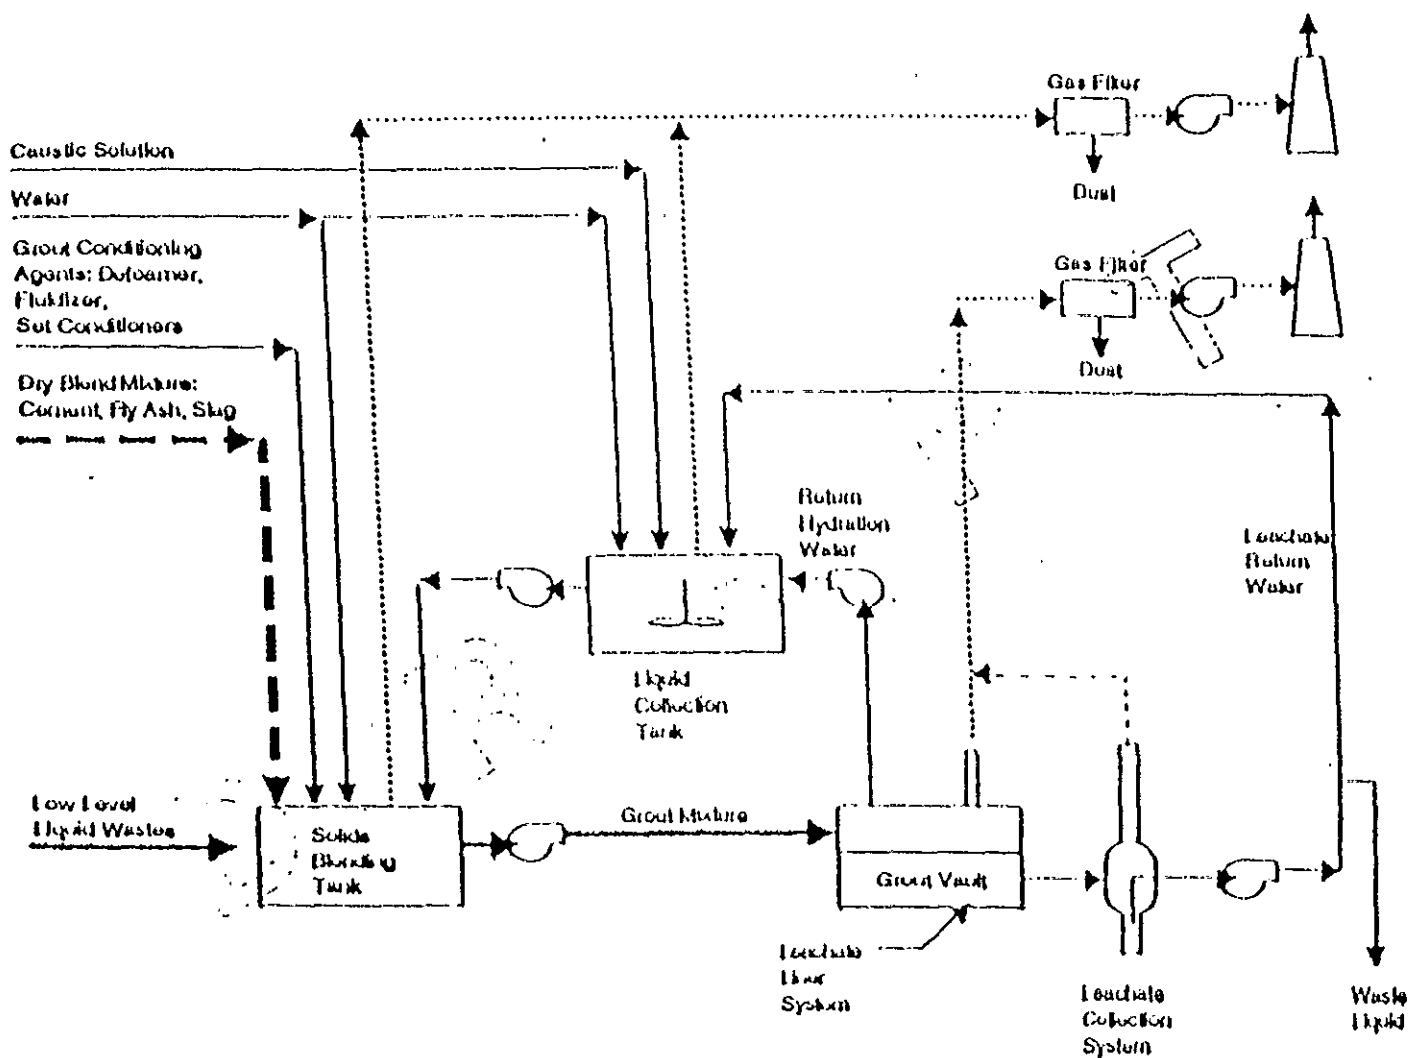 Gas Filter
Dust
Caustic Solution
Water
Grout Conditioning
Agents: Defoamer,
Fluidizer,
Set Conditioners
Gas Filter
Dust
Dry Blend Mixture:
Cement, Fly Ash, Slag
Return
Hydration
Water
Leachate
Return
Water
Liquid
Collection
Tank
Low Level
Liquid Wastes
Solids
Blending
Tank
Grout Mixture
Grout Vault
Leachate
Liner
System
Leachate
Collection
System
Waste
Liquid